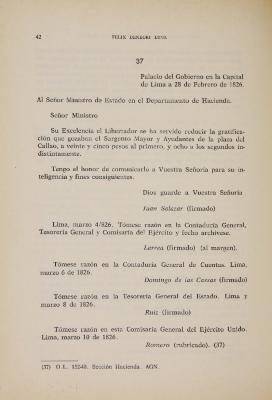 42
FELIX DENEGRI LUNA
37
Palacio del Gobierno en la Capital
de Lima a 28 de Febrero de 1826.
Al Señor Ministro de Estado en el Departamento de Hacienda.
Señor Ministro
Su Excelencia el Libertador se ha servido reducir la gratifica-
ción que gozaban el Sargento Mayor y Ayudantes de la plaza del
Callao, a veinte y cinco pesos al primero, y ocho a los segundos in-
distintamente.
Tengo el honor de comunicarlo a Vuestra Señoría para su in-
teligencia y fines consiguientes.
Dios guarde a Vuestra Señoría
Juan Salazar (firmado)
Lima, marzo 4/826. Tómese razón en la Contaduría General,
Tesorería General y Comisaría del Ejército y fecho archívese.
Larrea (firmado) (al margen).
Tómese razón en la Contaduría General de Cuentas. Lima,
marzo 6 de 1826.
Domingo de las Cassas (firmado)
Tómese razón en la Tesorería General del Estado. Lima y
marzo 8 de 1826.
Ruiz (firmado)
Tómese razón en esta Comisaría General del Ejército Unido.
Lima, marzo 10 de 1826.
Romero (rubricado). (37)
(37) O.L. 15248. Sección Hacienda. AGN.